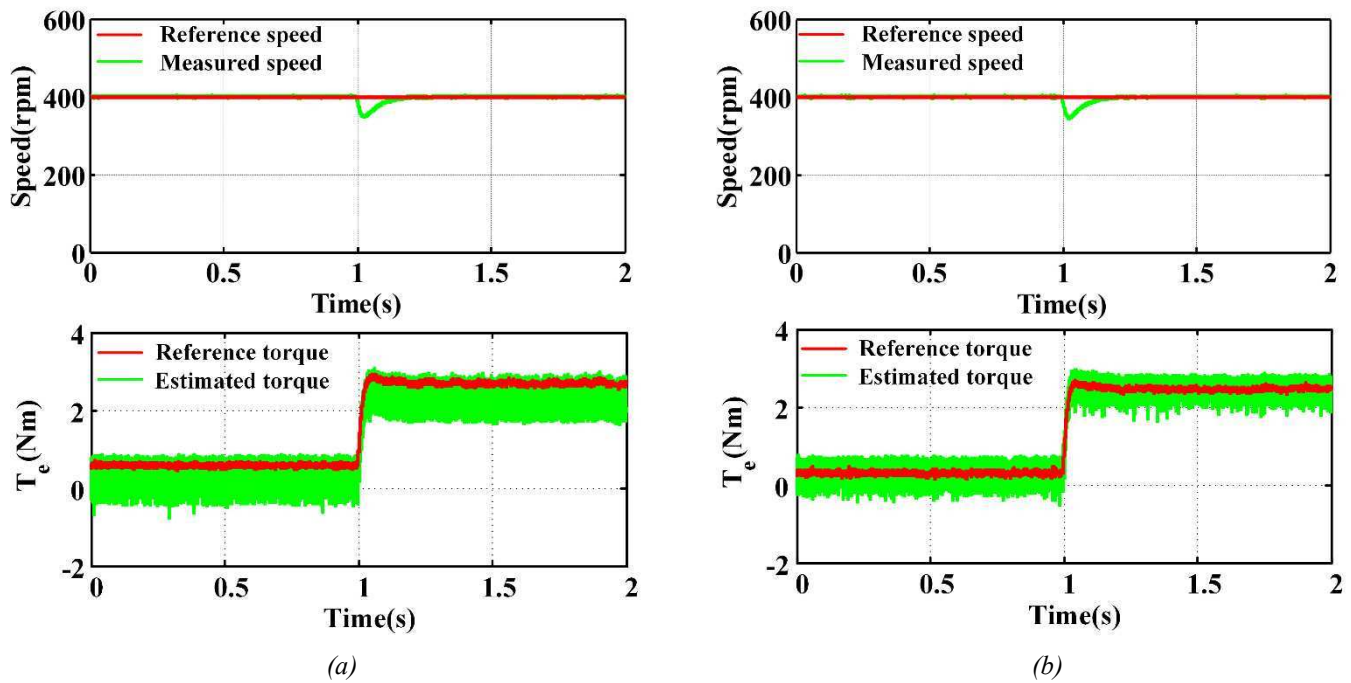 600
Reference speed
Measured speed
400
200
0
Speed(rpm)
0 0.5 1 1.5 2
Time(s)
600
Reference speed
Measured speed
400
200
0
Speed(rpm)
0 0.5 1 1.5 2
Time(s)
4
Reference torque
Estimated torque
2
0
-2
T_e(Nm)
0 0.5 1 1.5 2
Time(s)
(a)
4
Reference torque
Estimated torque
2
0
-2
T_e(Nm)
0 0.5 1 1.5 2
Time(s)
(b)